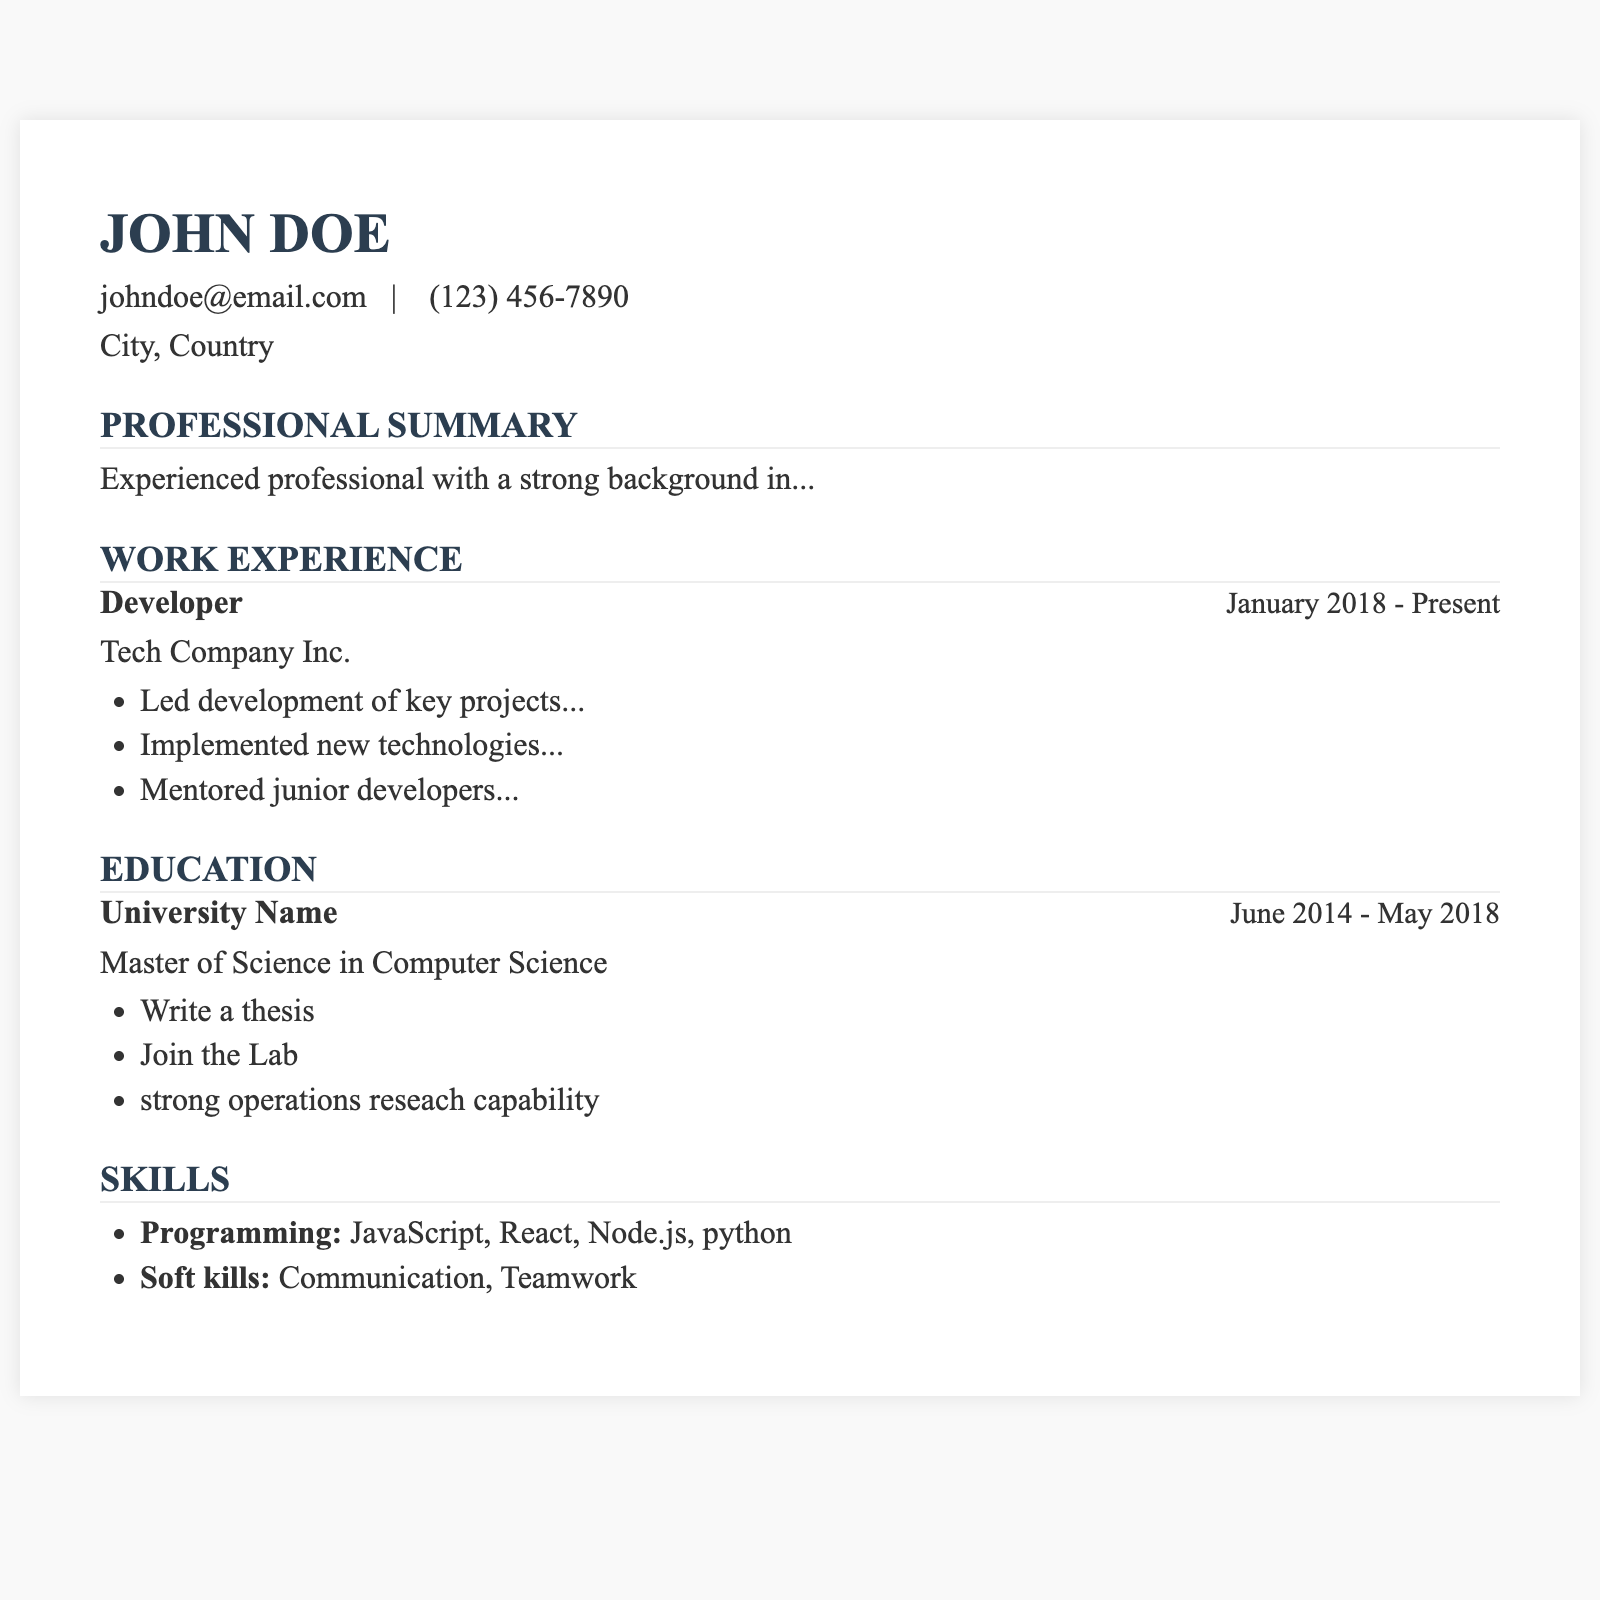 JOHN DOE
johndoe@email.com | (123) 456-7890
City, Country
PROFESSIONAL SUMMARY
Experienced professional with a strong background in...
WORK EXPERIENCE
Developer January 2018 - Present
Tech Company Inc.
• Led development of key projects...
• Implemented new technologies...
• Mentored junior developers...
EDUCATION
University Name June 2014 - May 2018
Master of Science in Computer Science
• Write a thesis
• Join the Lab
• strong operations reseach capability
SKILLS
• Programming: JavaScript, React, Node.js, python
• Soft kills: Communication, Teamwork